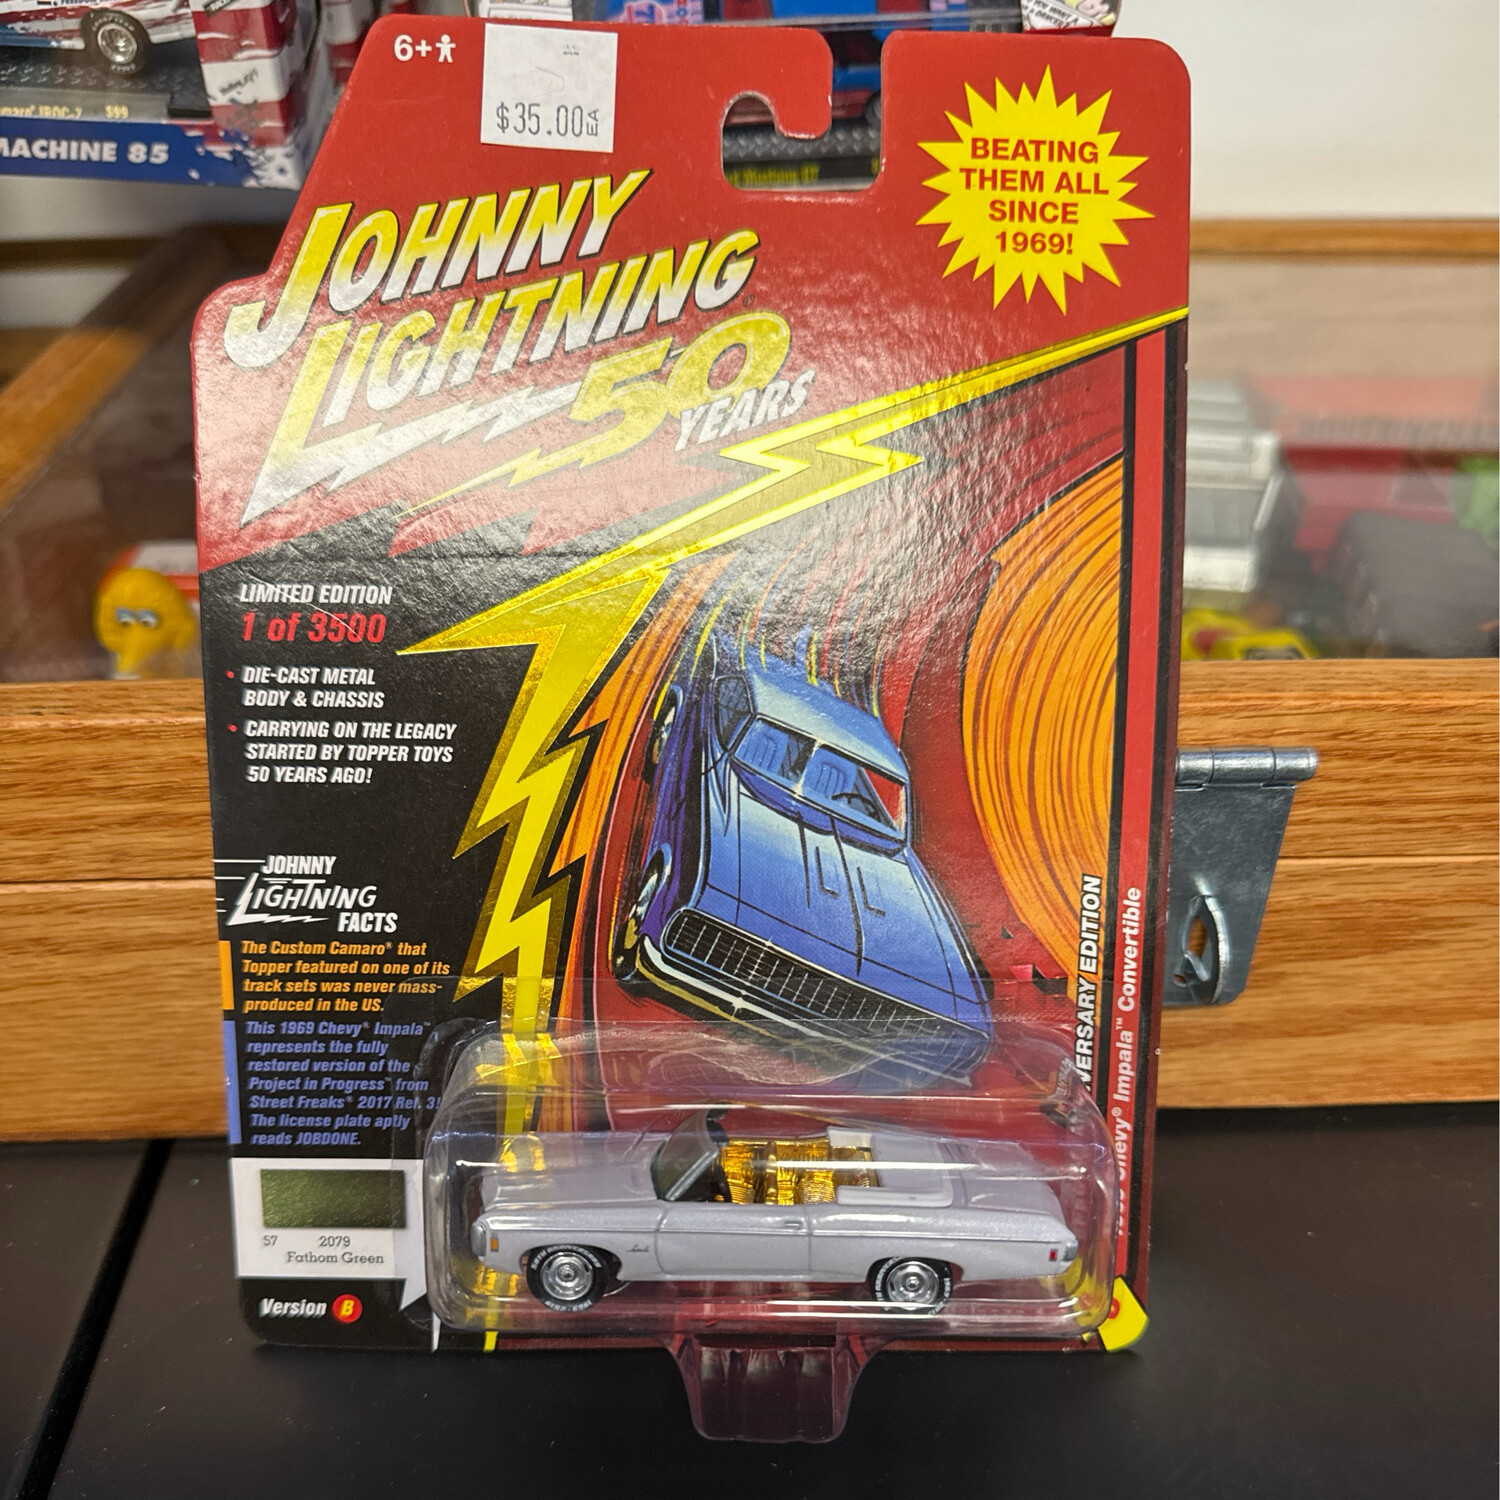 MACHINE 85
$99
6+
$35.00 EA
BEATING
THEM ALL
SINCE
1969!
JOHNNY
LIGHTNING
50
YEARS
LIMITED EDITION
1 of 3500
• DIE-CAST METAL
BODY & CHASSIS
• CARRYING ON THE LEGACY
STARTED BY TOPPER TOYS
50 YEARS AGO!
JOHNNY
LIGHTNING
FACTS
The Custom Camaro® that
Topper featured on one of its
track sets was never mass-
produced in the US.
This 1969 Chevy® Impala™
represents the fully
restored version of the
Project in Progress™ from
Street Freaks® 2017 Rel. 3!
The license plate aptly
reads JOBDONE.
57 2079
Fathom Green
Version B
VERSARY EDITION
Chevy® Impala™ Convertible
Impala